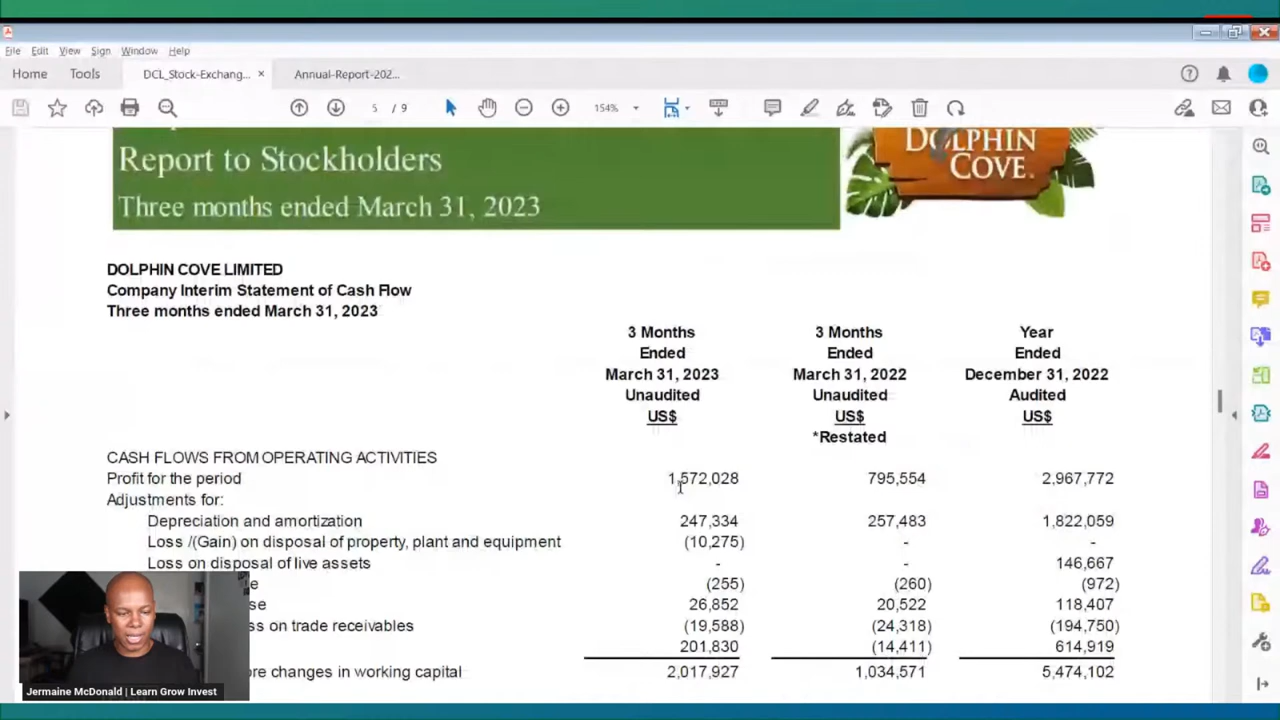 File Edit View Sign Window Help
Home Tools DCL_Stock-Exchang... × Annual-Report-202...
5 / 9 154%
Report to Stockholders
Three months ended March 31, 2023
DOLPHIN
COVE
DOLPHIN COVE LIMITED
Company Interim Statement of Cash Flow
Three months ended March 31, 2023
3 Months 3 Months Year
Ended Ended Ended
March 31, 2023 March 31, 2022 December 31, 2022
Unaudited Unaudited Audited
US$ US$ US$
*Restated
CASH FLOWS FROM OPERATING ACTIVITIES
Profit for the period 1,572,028 795,554 2,967,772
Adjustments for:
Depreciation and amortization 247,334 257,483 1,822,059
Loss /(Gain) on disposal of property, plant and equipment (10,275) - -
Loss on disposal of live assets - - 146,667
(255) (260) (972)
26,852 20,522 118,407
on trade receivables (19,588) (24,318) (194,750)
201,830 (14,411) 614,919
changes in working capital 2,017,927 1,034,571 5,474,102
Jermaine McDonald | Learn Grow Invest